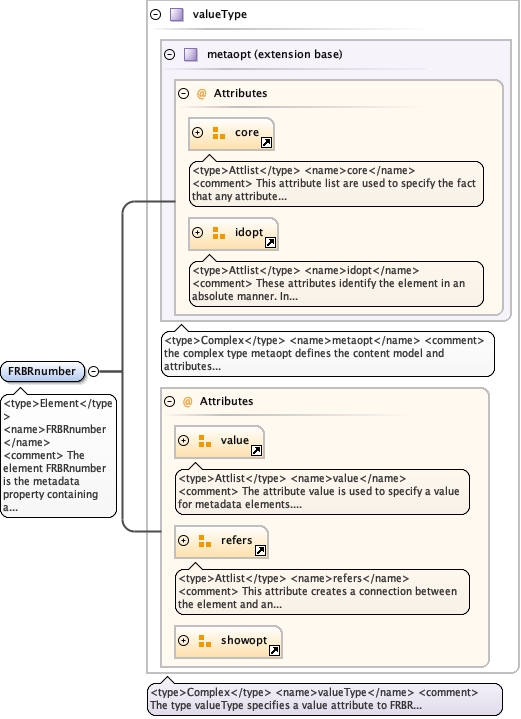 valueType
metaopt (extension base)
@ Attributes
core
<type>Attlist</type> <name>core</name>
<comment> This attribute list are used to specify the fact
that any attribute...
idopt
<type>Attlist</type> <name>idopt</name>
<comment> These attributes identify the element in an
absolute manner. In...
<type>Complex</type> <name>metaopt</name> <comment>
the complex type metaopt defines the content model and
attributes...
FRBRnumber
<type>Element</type
>
<name>FRBRnumber
</name>
<comment> The
element FRBRnumber
is the metadata
property containing
a...
@ Attributes
value
<type>Attlist</type> <name>value</name>
<comment> The attribute value is used to specify a value
for metadata elements....
refers
<type>Attlist</type> <name>refers</name>
<comment> This attribute creates a connection between
the element and an...
showopt
<type>Complex</type> <name>valueType</name> <comment>
The type valueType specifies a value attribute to FRBR...